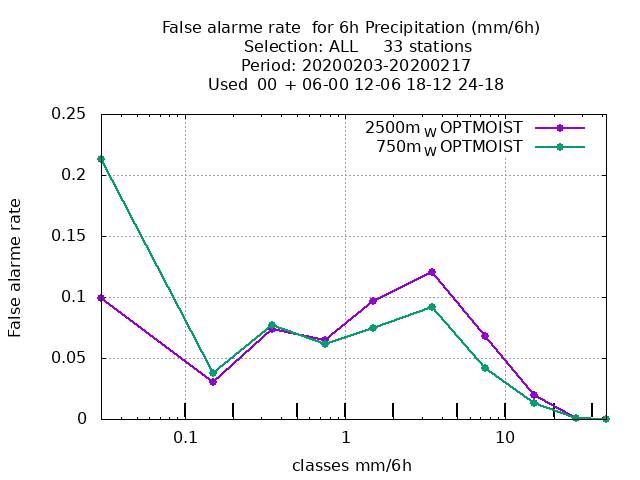 False alarme rate  for 6h Precipitation (mm/6h)
Selection: ALL     33 stations
Period: 20200203-20200217
Used  00  + 06-00 12-06 18-12 24-18
2500m W OPTMOIST
750m W OPTMOIST
0.25
0.2
0.15
0.1
0.05
0
False alarme rate
0.1
1
10
classes mm/6h